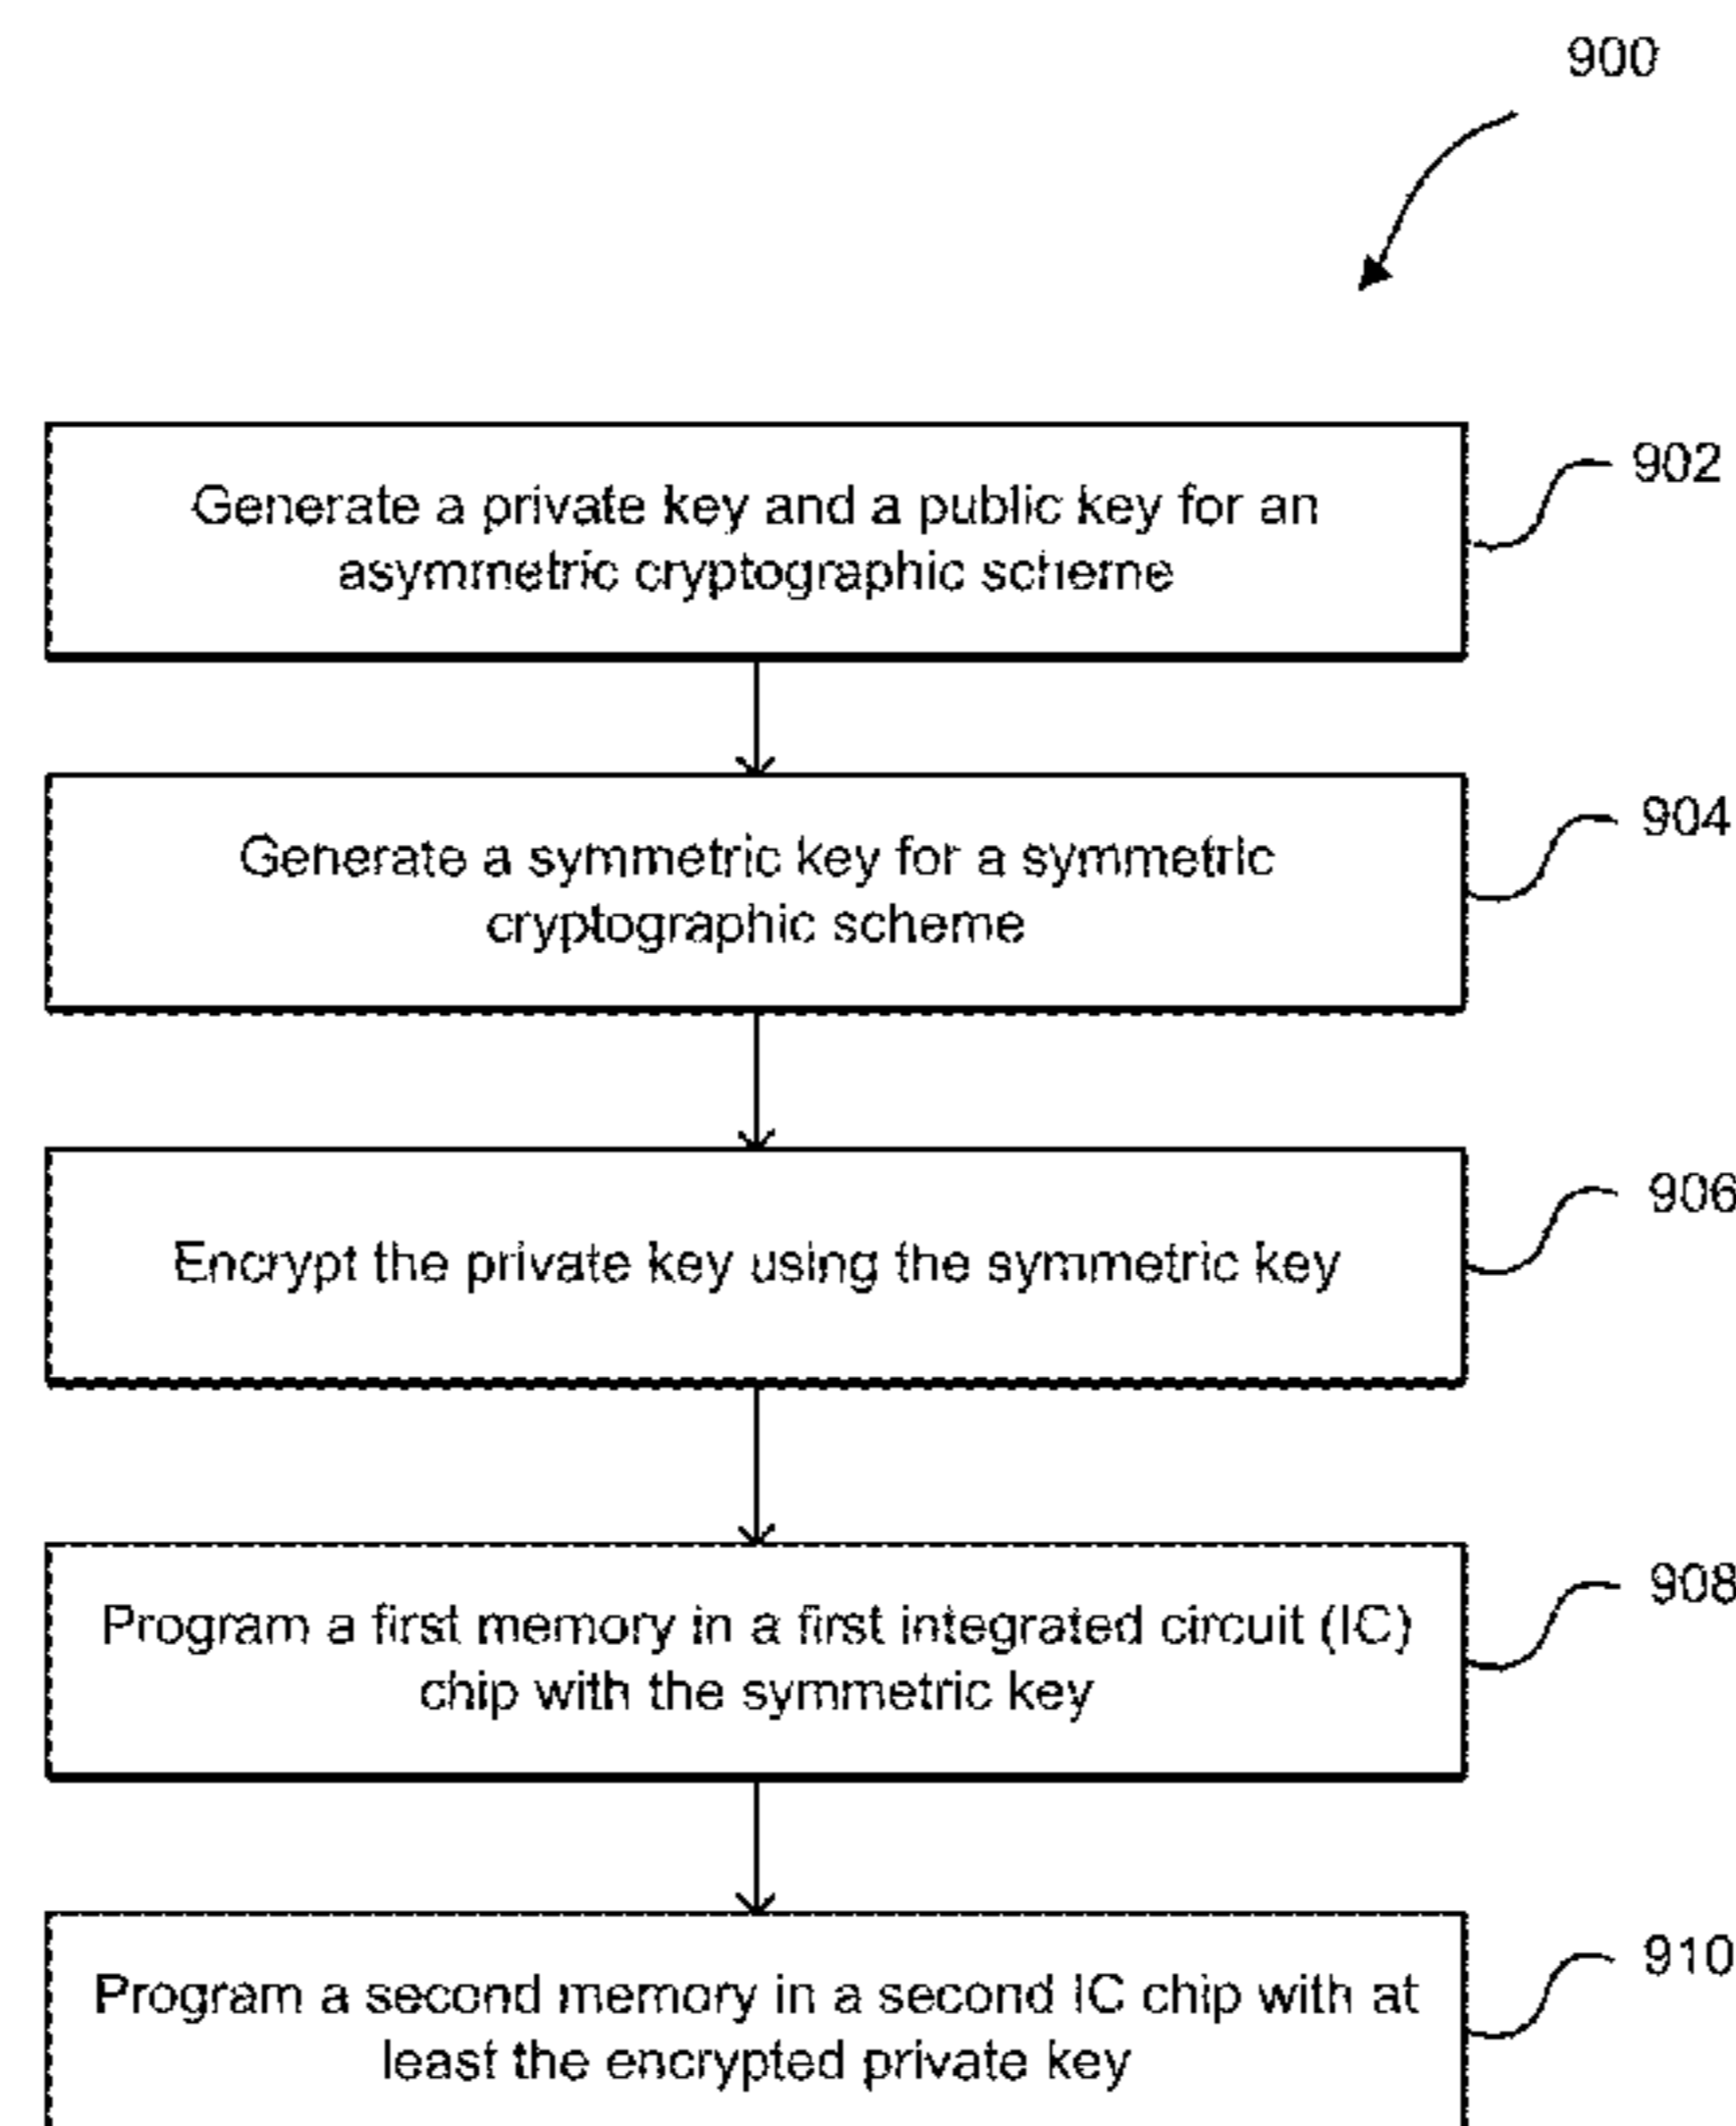 900
Generate a private key and a public key for an
asymmetric cryptographic scheme
902
Generate a symmetric key for a symmetric
cryptographic scheme
904
Encrypt the private key using the symmetric key
906
Program a first memory in a first integrated circuit (IC)
chip with the symmetric key
908
Program a second memory in a second IC chip with at
least the encrypted private key
910